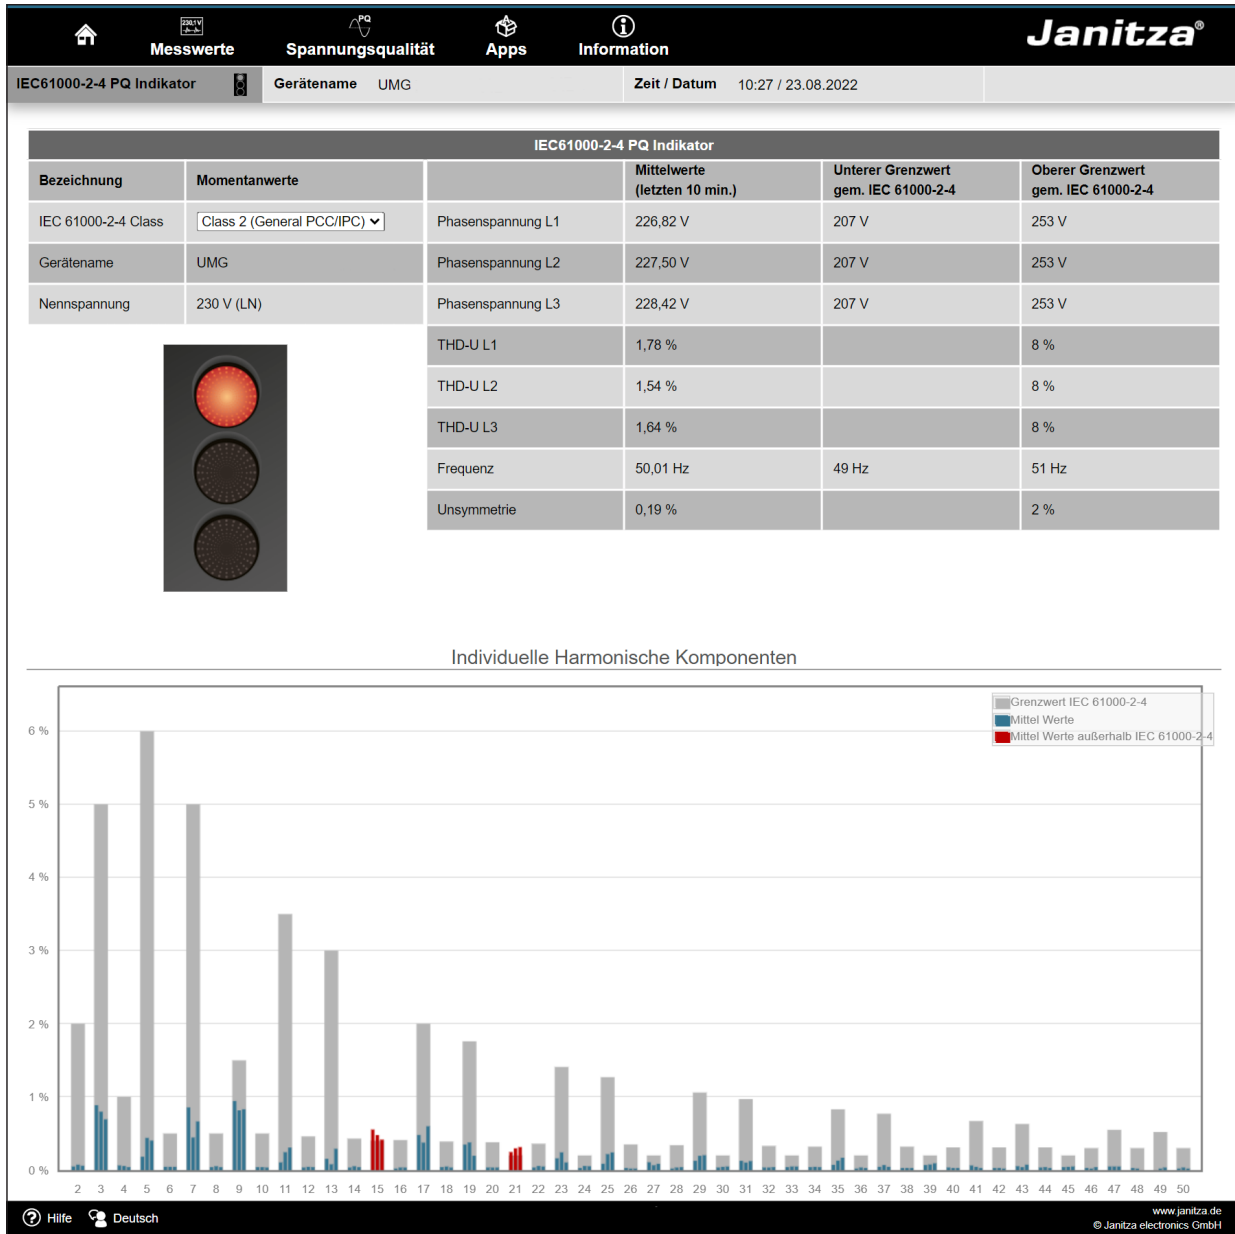 230,1 V
PQ
Messwerte Spannungsqualität Apps Information
Janitza®
IEC61000-2-4 PQ Indikator Gerätename UMG Zeit / Datum 10:27 / 23.08.2022
IEC61000-2-4 PQ Indikator
Bezeichnung Momentanwerte
IEC 61000-2-4 Class Class 2 (General PCC/IPC)
Gerätename UMG
Nennspannung 230 V (LN)
Mittelwerte Unterer Grenzwert Oberer Grenzwert
(letzten 10 min.) gem. IEC 61000-2-4 gem. IEC 61000-2-4
Phasenspannung L1 226,82 V 207 V 253 V
Phasenspannung L2 227,50 V 207 V 253 V
Phasenspannung L3 228,42 V 207 V 253 V
THD-U L1 1,78 % 8 %
THD-U L2 1,54 % 8 %
THD-U L3 1,64 % 8 %
Frequenz 50,01 Hz 49 Hz 51 Hz
Unsymmetrie 0,19 % 2 %
Individuelle Harmonische Komponenten
Grenzwert IEC 61000-2-4
Mittel Werte
Mittel Werte außerhalb IEC 61000-2-4
6 %
5 %
4 %
3 %
2 %
1 %
0 %
2 3 4 5 6 7 8 9 10 11 12 13 14 15 16 17 18 19 20 21 22 23 24 25 26 27 28 29 30 31 32 33 34 35 36 37 38 39 40 41 42 43 44 45 46 47 48 49 50
Hilfe Deutsch
www.janitza.de
© Janitza electronics GmbH